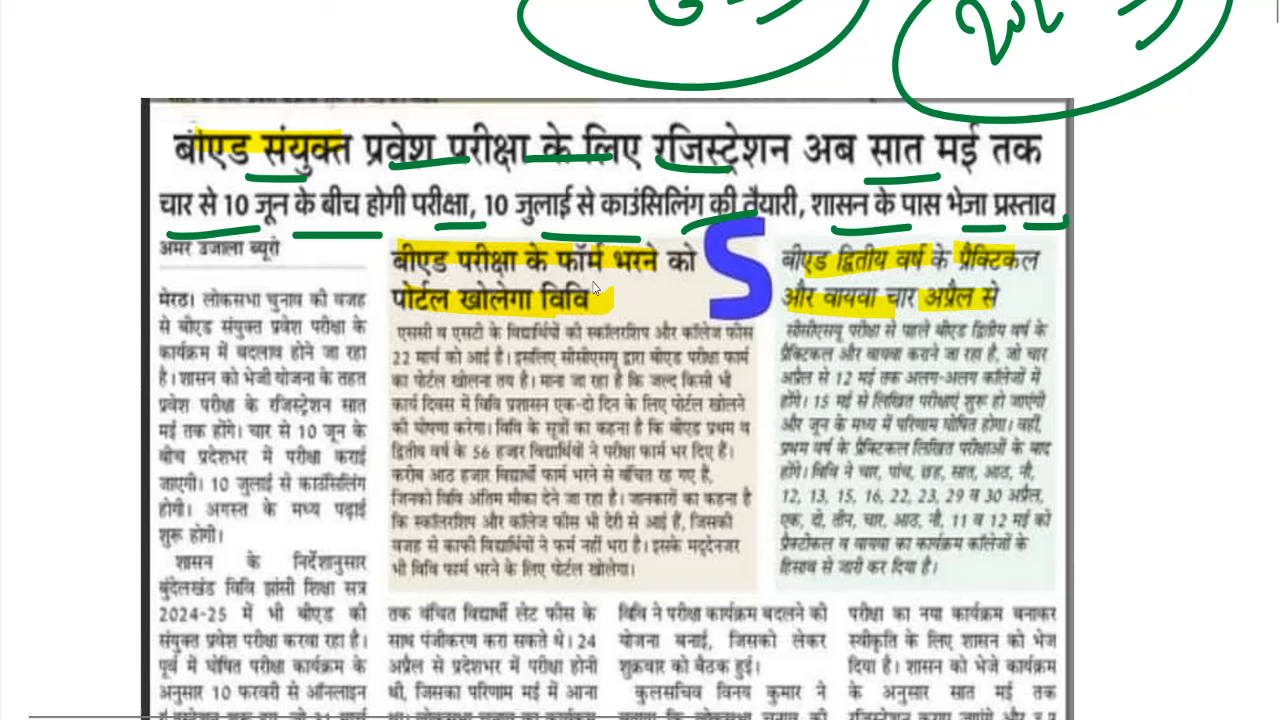 बीएड संयुक्त प्रवेश परीक्षा के लिए रजिस्ट्रेशन अब सात मई तक
चार से 10 जून के बीच होगी परीक्षा, 10 जुलाई से काउंसिलिंग की तैयारी, शासन के पास भेजा प्रस्ताव
अमर उजाला ब्यूरो
मेरठ। लोकसभा चुनाव की वजह
से बीएड संयुक्त प्रवेश परीक्षा के
कार्यक्रम में बदलाव होने जा रहा
है। शासन को भेजी योजना के तहत
प्रवेश परीक्षा के रजिस्ट्रेशन सात
मई तक होंगे। चार से 10 जून के
बीच प्रदेशभर में परीक्षा कराई
जाएगी। 10 जुलाई से काउंसिलिंग
होगी। अगस्त के मध्य पढ़ाई
शुरू होगी।
शासन के निर्देशानुसार
बुंदेलखंड विवि झांसी शिक्षा सत्र
2024-25 में भी बीएड की
संयुक्त प्रवेश परीक्षा करवा रहा है।
पूर्व में घोषित परीक्षा कार्यक्रम के
अनुसार 10 फरवरी से ऑनलाइन
बीएड परीक्षा के फॉर्म भरने को
पोर्टल खोलेगा विवि
एससी व एसटी के विद्यार्थियों की स्कॉलरशिप और कॉलेज फीस
22 मार्च को आई है। इसलिए सीसीएसयू द्वारा बीएड परीक्षा फार्म
का पोर्टल खोलना तय है। माना जा रहा है कि जल्द किसी भी
कार्य दिवस में विवि प्रशासन एक-दो दिन के लिए पोर्टल खोलने
की घोषणा करेगा। विवि के सूत्रों का कहना है कि बीएड प्रथम व
द्वितीय वर्ष के 56 हजार विद्यार्थियों ने परीक्षा फार्म भर दिए हैं।
करीब आठ हजार विद्यार्थी फार्म भरने से वंचित रह गए हैं,
जिनको विवि अंतिम मौका देने जा रहा है। जानकारों का कहना है
कि स्कॉलरशिप और कॉलेज फीस भी देरी से आई हैं, जिसकी
वजह से काफी विद्यार्थियों ने फर्म नहीं भरा है। इसके मद्देनजर
भी विवि फार्म भरने के लिए पोर्टल खोलेगा।
S
बीएड द्वितीय वर्ष के प्रैक्टिकल
और वायवा चार अप्रैल से
सीसीएसयू परीक्षा से पहले बीएड द्वितीय वर्ष के
प्रैक्टिकल और वायवा कराने जा रहा है, जो चार
अप्रैल से 12 मई तक अलग-अलग कॉलेजों में
होंगे। 15 मई से लिखित परीक्षाएं शुरू हो जाएंगी
और जून के मध्य में परिणाम घोषित होगा। वहीं,
प्रथम वर्ष के प्रैक्टिकल लिखित परीक्षाओं के बाद
होंगे। विवि ने चार, पांच, छह, सात, आठ, नौ,
12, 13, 15, 16, 22, 23, 29 व 30 अप्रैल,
एक, दो, तीन, चार, आठ, नौ, 11 व 12 मई को
प्रैक्टीकल व वायवा का कार्यक्रम कॉलेजों के
हिसाब से जारी कर दिया है।
तक वंचित विद्यार्थी लेट फीस के
साथ पंजीकरण करा सकते थे। 24
अप्रैल से प्रदेशभर में परीक्षा होनी
थी, जिसका परिणाम मई में आना
विवि ने परीक्षा कार्यक्रम बदलने की
योजना बनाई, जिसको लेकर
शुक्रवार को बैठक हुई।
कुलसचिव विनय कुमार ने
परीक्षा का नया कार्यक्रम बनाकर
स्वीकृति के लिए शासन को भेज
दिया है। शासन को भेजे कार्यक्रम
के अनुसार सात मई तक